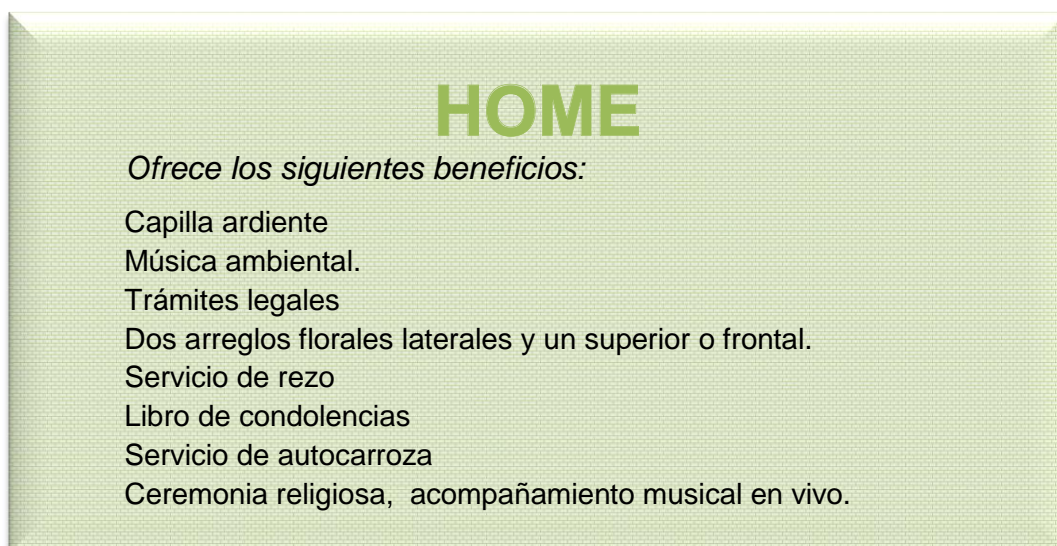 HOME
Ofrece los siguientes beneficios:
Capilla ardiente
Música ambiental.
Trámites legales
Dos arreglos florales laterales y un superior o frontal.
Servicio de rezo
Libro de condolencias
Servicio de autocarroza
Ceremonia religiosa,  acompañamiento musical en vivo.